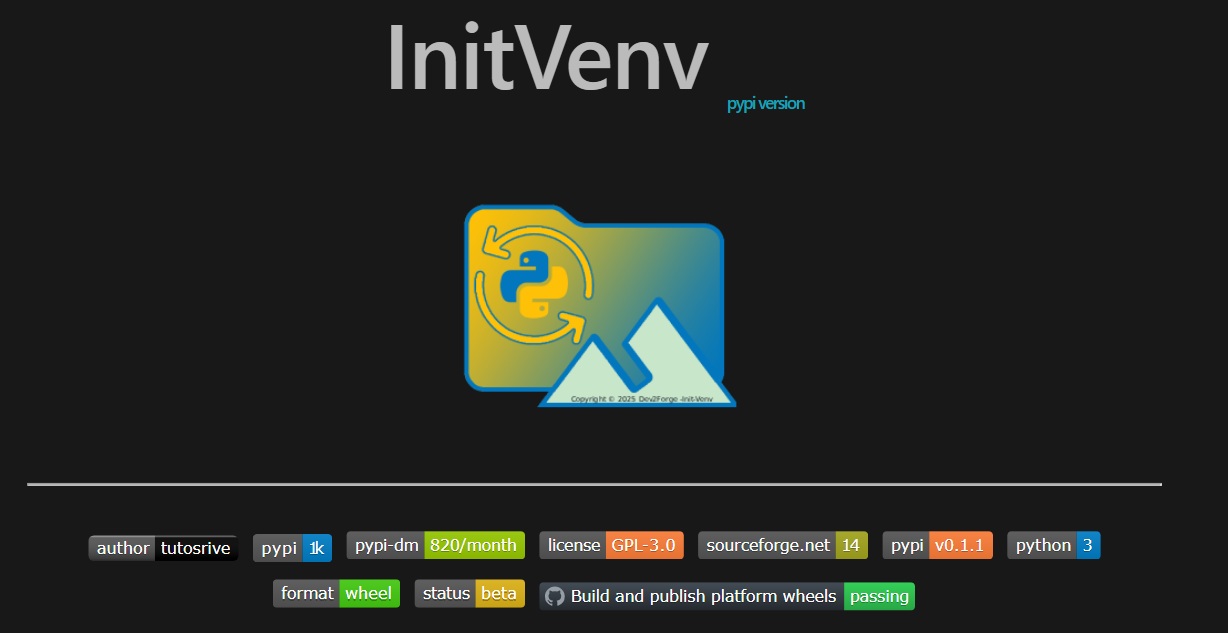 InitVenv
pypi version
Copyright © 2025 Dev2Forge -Init-Venv
author tutosrive pypi 1k pypi-dm 820/month license GPL-3.0 sourceforge.net 14 pypi v0.1.1 python 3
format wheel status beta Build and publish platform wheels passing